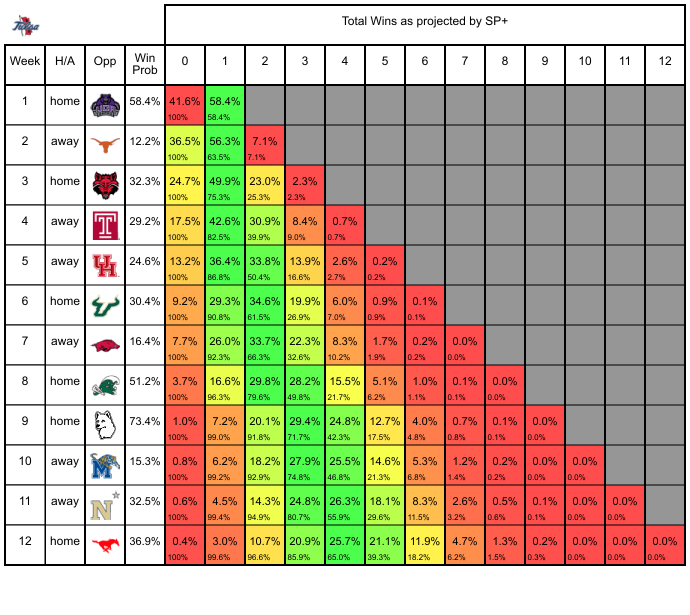 Tulsa
Total Wins as projected by SP+
Week H/A Opp Win Prob 0 1 2 3 4 5 6 7 8 9 10 11 12
1 home 58.4% 41.6% 58.4%
100% 58.4%
2 away 12.2% 36.5% 56.3% 7.1%
100% 63.5% 7.1%
3 home 32.3% 24.7% 49.9% 23.0% 2.3%
100% 75.3% 25.3% 2.3%
4 away T 29.2% 17.5% 42.6% 30.9% 8.4% 0.7%
100% 82.5% 39.9% 9.0% 0.7%
5 away UH 24.6% 13.2% 36.4% 33.8% 13.9% 2.6% 0.2%
100% 86.8% 50.4% 16.6% 2.7% 0.2%
6 home 30.4% 9.2% 29.3% 34.6% 19.9% 6.0% 0.9% 0.1%
100% 90.8% 61.5% 26.9% 7.0% 0.9% 0.1%
7 away 16.4% 7.7% 26.0% 33.7% 22.6% 8.3% 1.7% 0.2% 0.0%
100% 92.3% 66.3% 32.6% 10.2% 1.9% 0.2% 0.0%
8 home 51.2% 3.7% 16.6% 29.8% 28.2% 15.5% 5.1% 1.0% 0.1% 0.0%
100% 96.3% 79.6% 49.8% 21.7% 6.2% 1.1% 0.1% 0.0%
9 home 73.4% 1.0% 7.2% 20.1% 29.4% 24.8% 12.7% 4.0% 0.7% 0.1% 0.0%
100% 99.0% 91.8% 71.7% 42.3% 17.5% 4.8% 0.8% 0.1% 0.0%
10 away M 15.3% 0.8% 6.2% 18.2% 27.9% 25.5% 14.6% 5.3% 1.2% 0.2% 0.0% 0.0%
100% 99.2% 92.9% 74.8% 46.8% 21.3% 6.8% 1.4% 0.2% 0.0% 0.0%
11 away N 32.5% 0.6% 4.5% 14.3% 24.8% 26.3% 18.1% 8.3% 2.6% 0.5% 0.1% 0.0% 0.0%
100% 99.4% 94.9% 80.7% 55.9% 29.6% 11.5% 3.2% 0.6% 0.1% 0.0% 0.0%
12 home 36.9% 0.4% 3.0% 10.7% 20.9% 25.7% 21.1% 11.9% 4.7% 1.3% 0.2% 0.0% 0.0% 0.0%
100% 99.6% 96.6% 85.9% 65.0% 39.3% 18.2% 6.2% 1.5% 0.3% 0.0% 0.0% 0.0%